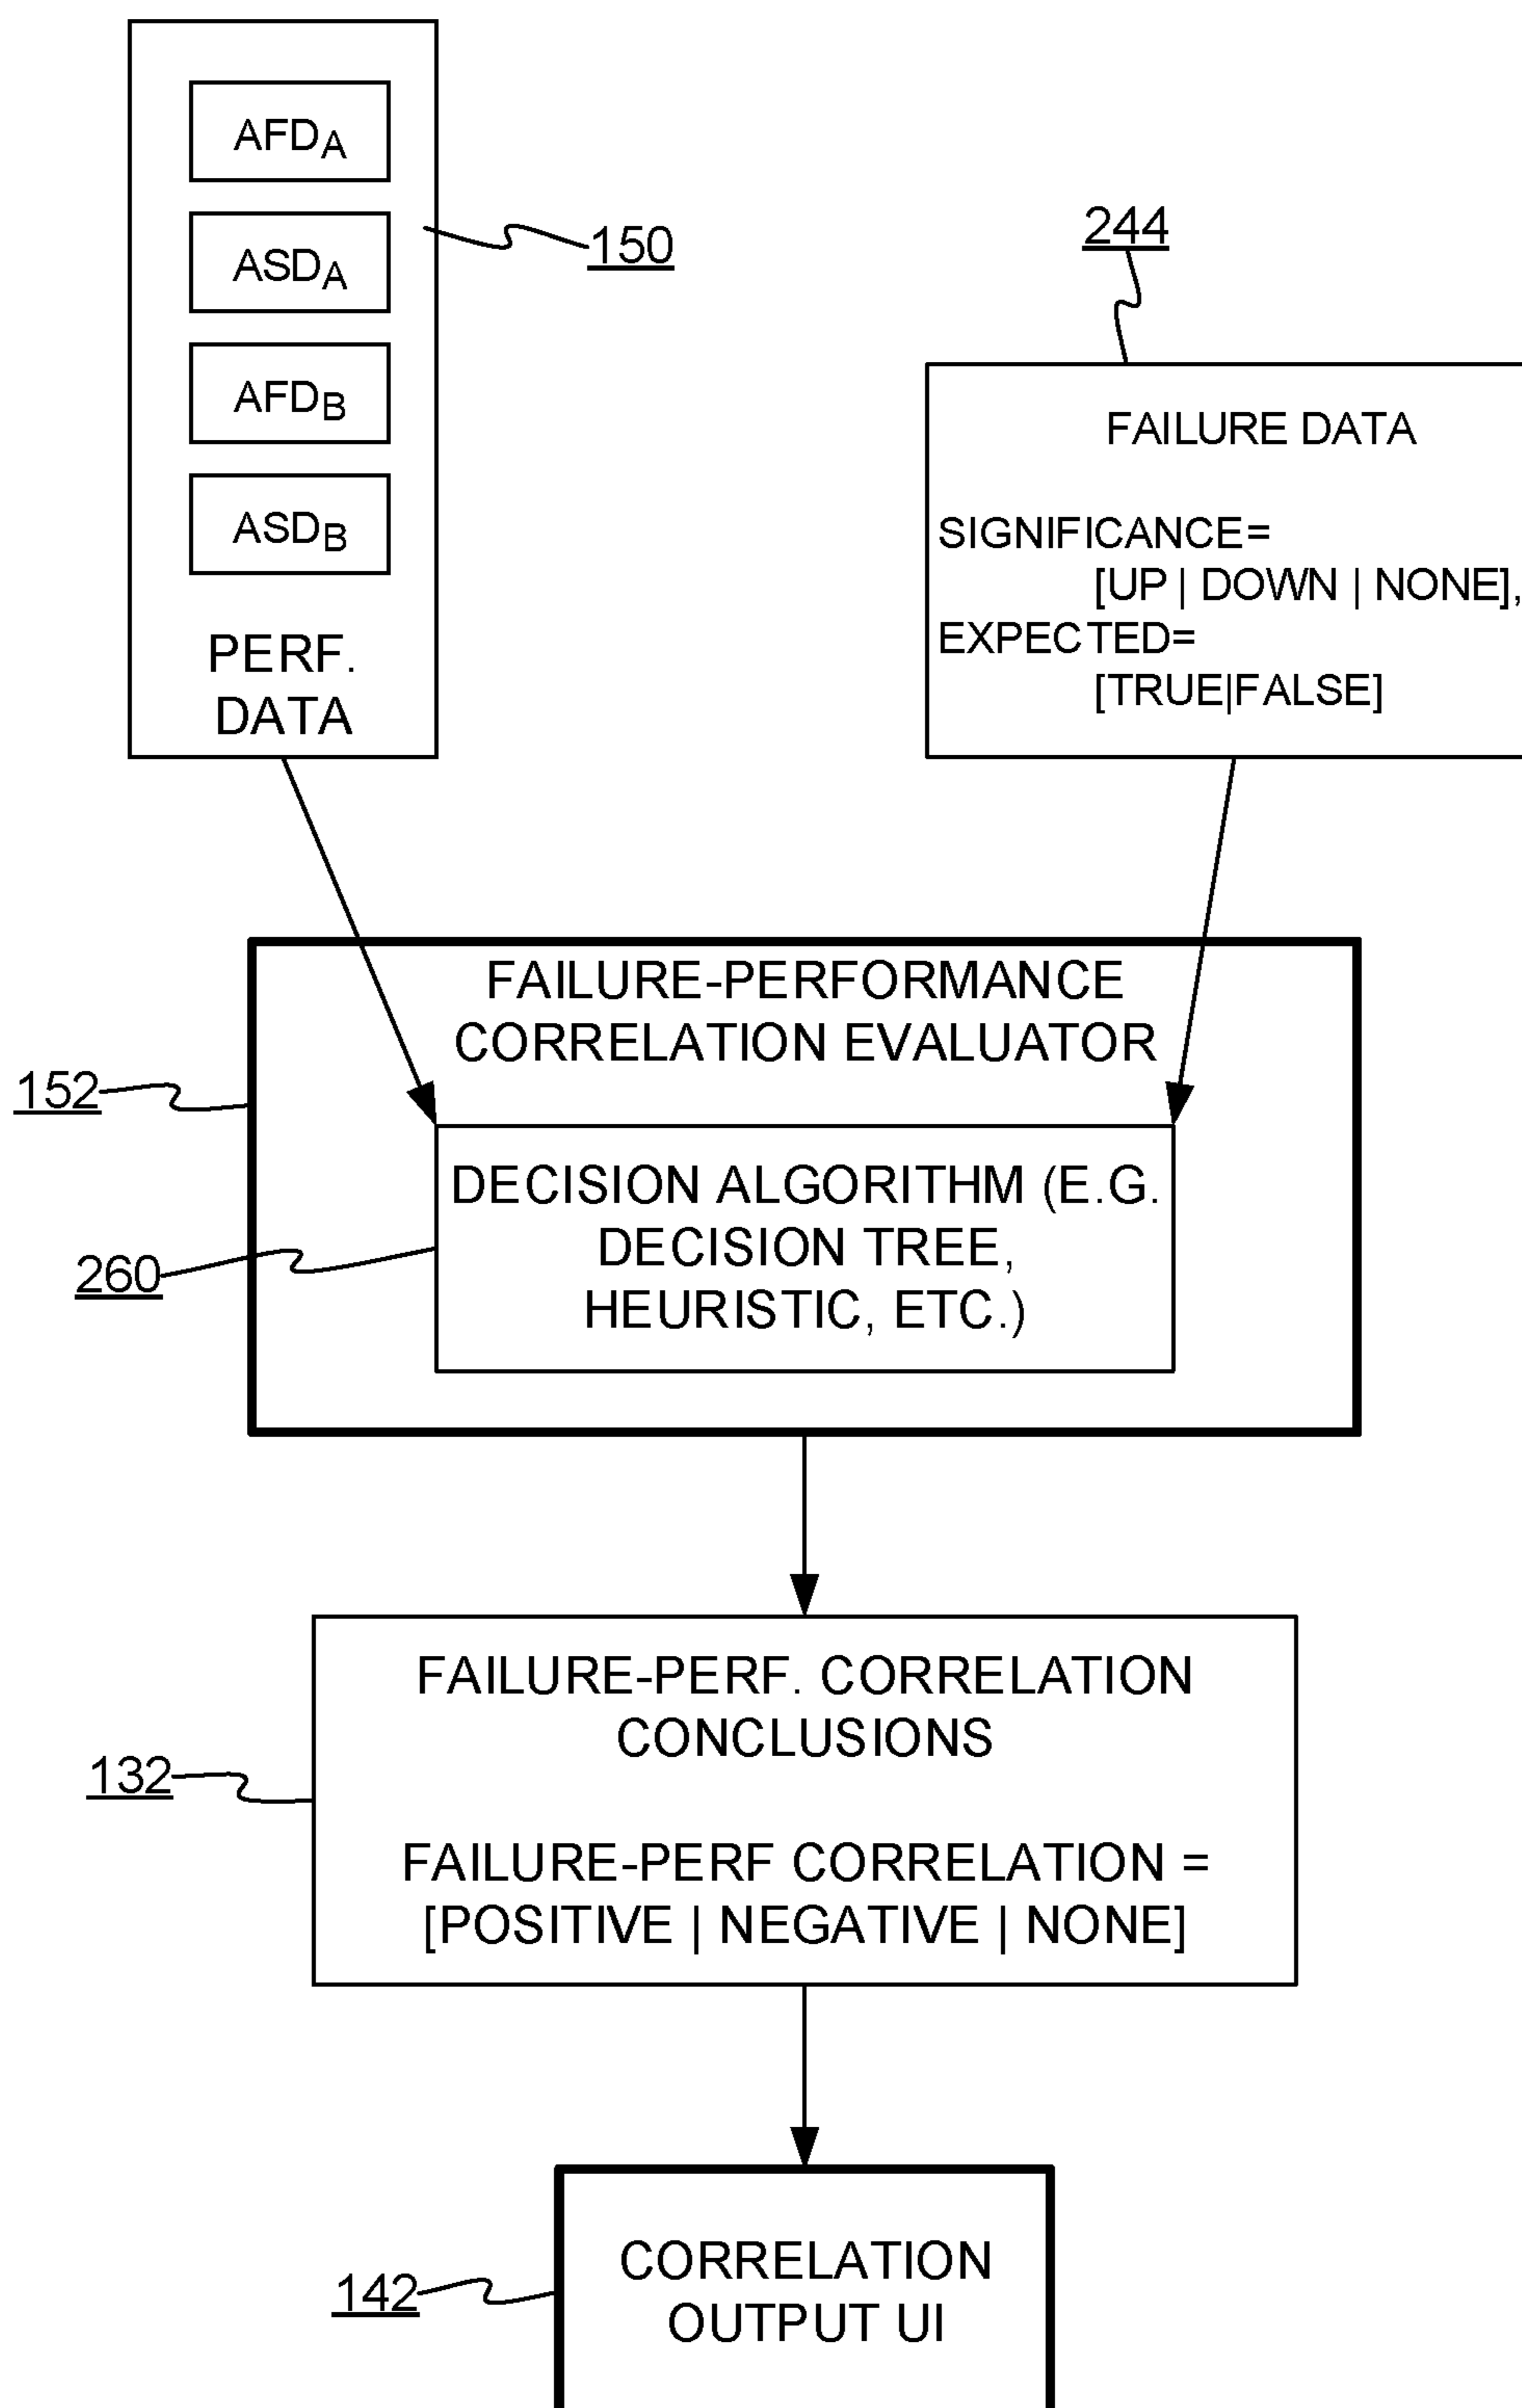 AFDA
ASDA
AFDB
ASDB
PERF.
DATA
150
244
FAILURE DATA
SIGNIFICANCE=
[UP | DOWN | NONE],
EXPECTED=
[TRUE|FALSE]
FAILURE-PERFORMANCE
CORRELATION EVALUATOR
152
DECISION ALGORITHM (E.G.
DECISION TREE,
HEURISTIC, ETC.)
260
FAILURE-PERF. CORRELATION
CONCLUSIONS
132
FAILURE-PERF CORRELATION =
[POSITIVE | NEGATIVE | NONE]
CORRELATION
OUTPUT UI
142